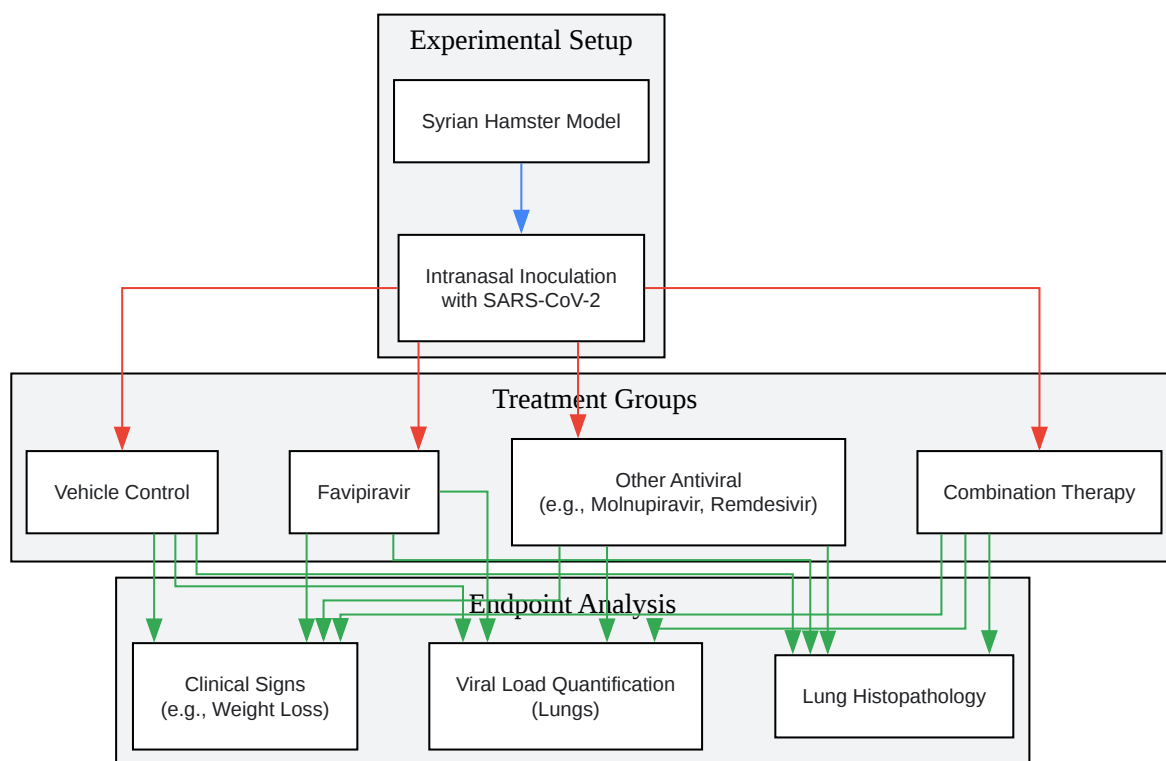 Experimental Setup
Syrian Hamster Model
Intranasal Inoculation
with SARS-CoV-2
Treatment Groups
Vehicle Control
Favipiravir
Other Antiviral
(e.g., Molnupiravir, Remdesivir)
Combination Therapy
Endpoint Analysis
Clinical Signs
(e.g., Weight Loss)
Viral Load Quantification
(Lungs)
Lung Histopathology